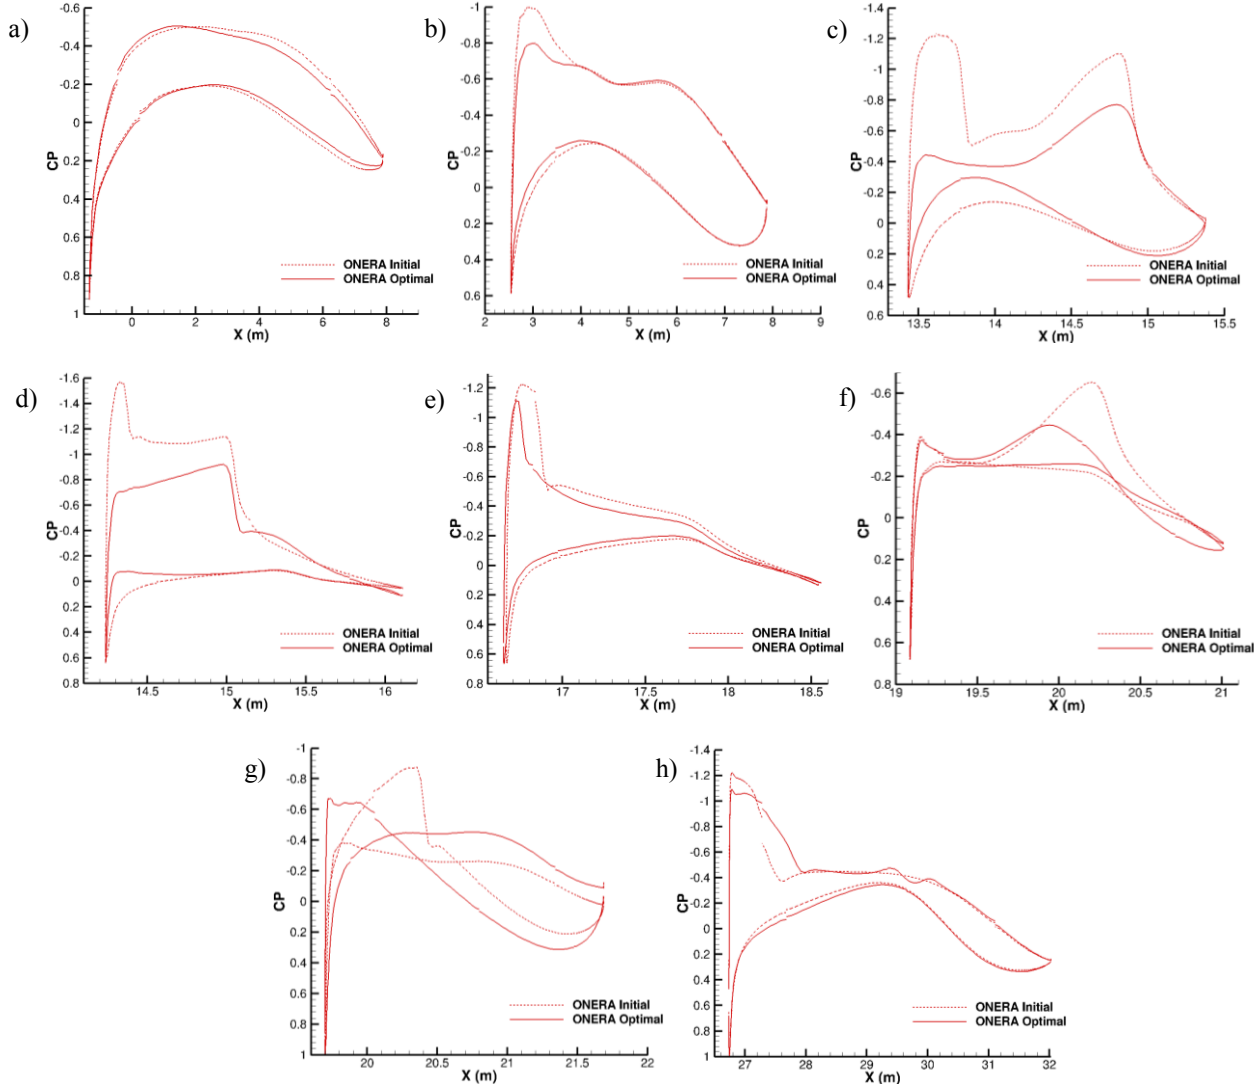 a)
-0.6
-0.4
-0.2
0
0.2
0.4
0.6
0.8
1
CP
0 2 4 6 8
X (m)
ONERA Initial
ONERA Optimal
b)
-1
-0.8
-0.6
-0.4
-0.2
0
0.2
0.4
0.6
CP
2 3 4 5 6 7 8 9
X (m)
ONERA Initial
ONERA Optimal
c)
-1.4
-1.2
-1
-0.8
-0.6
-0.4
-0.2
0
0.2
0.4
0.6
CP
13.5 14 14.5 15 15.5
X (m)
ONERA Initial
ONERA Optimal
d)
-1.6
-1.4
-1.2
-1
-0.8
-0.6
-0.4
-0.2
0
0.2
0.4
0.6
0.8
CP
14.5 15 15.5 16
X (m)
ONERA Initial
ONERA Optimal
e)
-1.2
-1
-0.8
-0.6
-0.4
-0.2
0
0.2
0.4
0.6
0.8
CP
17 17.5 18 18.5
X (m)
ONERA Initial
ONERA Optimal
f)
-0.6
-0.4
-0.2
0
0.2
0.4
0.6
0.8
CP
19 19.5 20 20.5 21
X (m)
ONERA Initial
ONERA Optimal
g)
-1
-0.8
-0.6
-0.4
-0.2
0
0.2
0.4
0.6
0.8
1
CP
20 20.5 21 21.5 22
X (m)
ONERA Initial
ONERA Optimal
h)
-1.4
-1.2
-1
-0.8
-0.6
-0.4
-0.2
0
0.2
0.4
0.6
0.8
1
CP
27 28 29 30 31 32
X (m)
ONERA Initial
ONERA Optimal